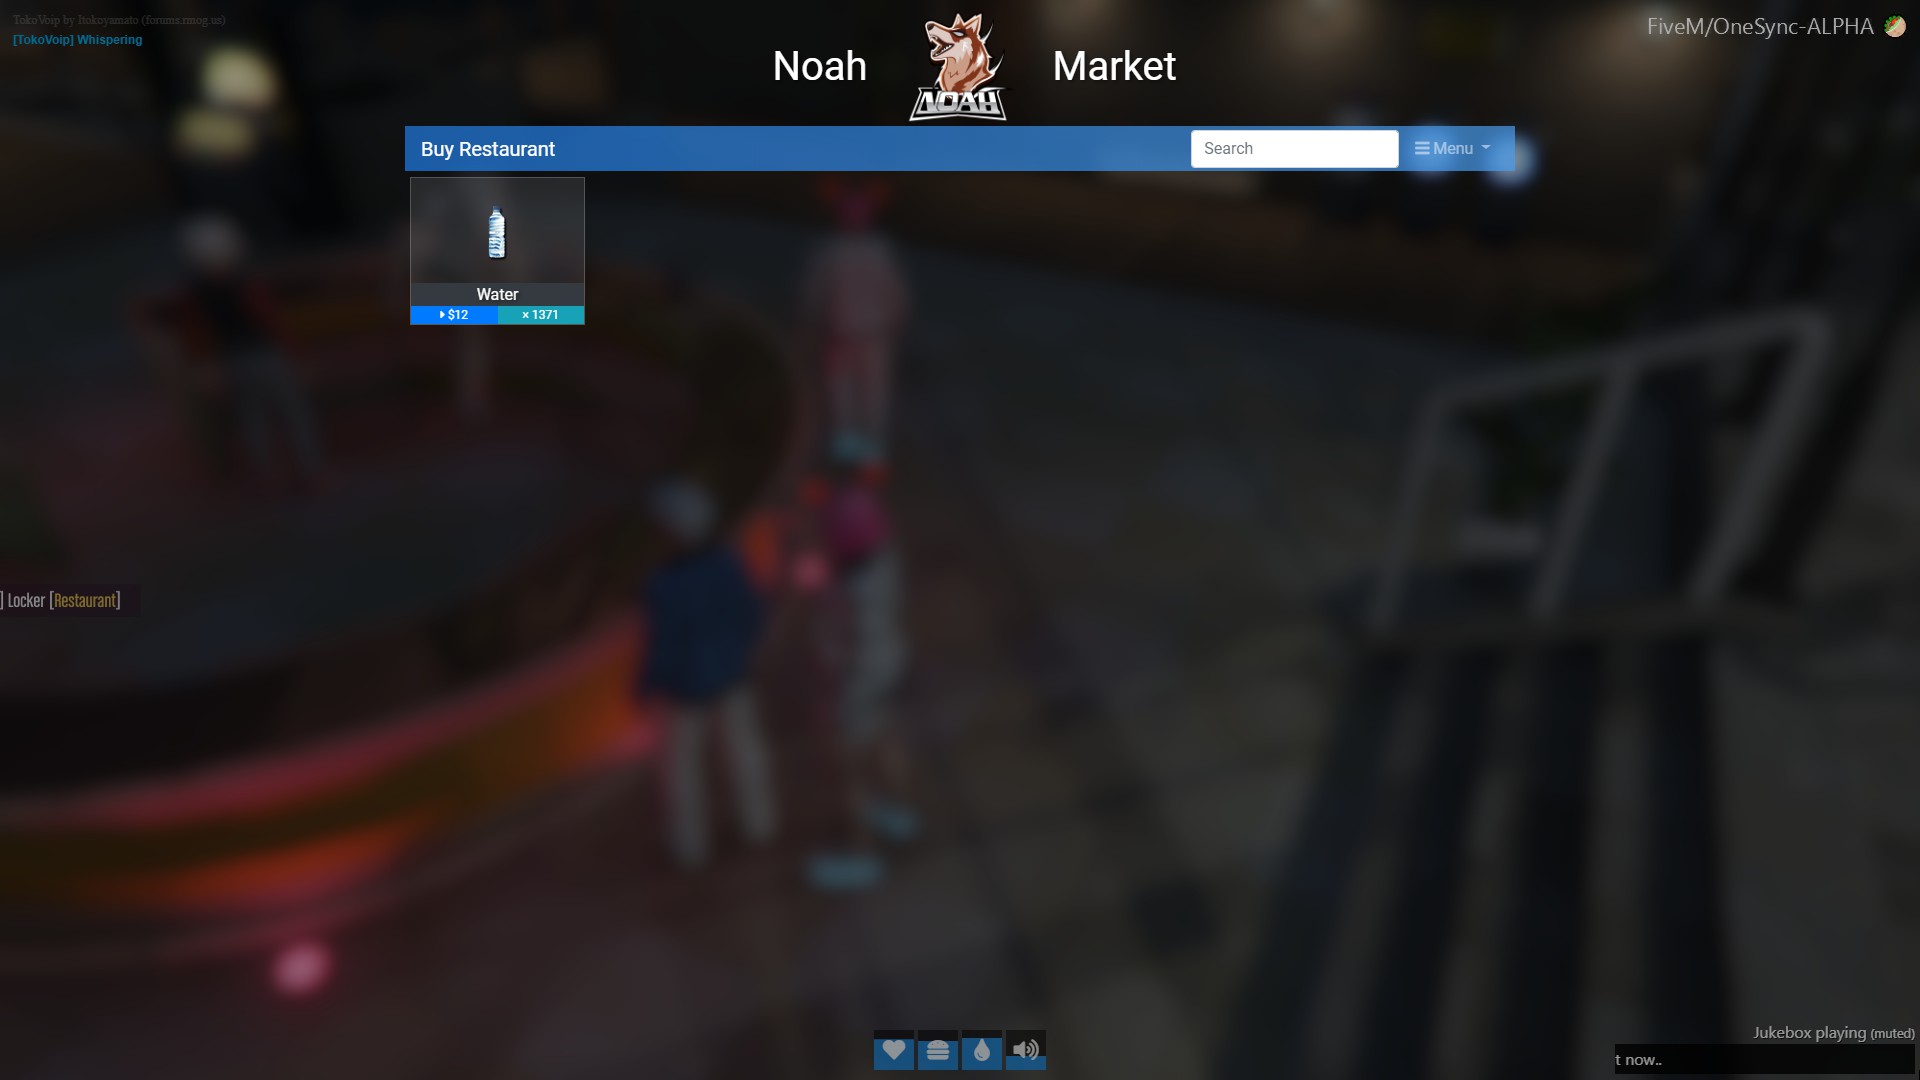 TokoVoip by Itokoyamato (forums.rmog.us)
[TokoVoip] Whispering
FiveM/OneSync-ALPHA
Noah
NOAH
Market
Buy Restaurant
Search
Menu
Water
$12
× 1371
] Locker [Restaurant]
Jukebox playing (muted)
t now..